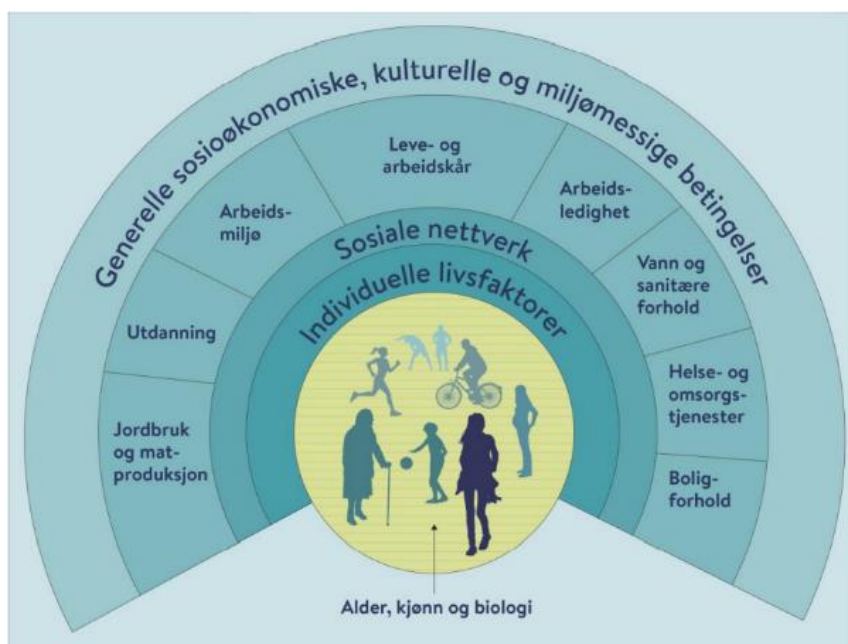 Generelle sosioøkonomiske, kulturelle og miljømessige betingelser
Leve- og
arbeidskår
Arbeids-
miljø
Arbeids-
ledighet
Sosiale nettverk
Individuelle livsfaktorer
Utdanning
Vann og
sanitære
forhold
Jordbruk
og mat-
produksjon
Helse- og
omsorgs-
tjenester
Bolig-
forhold
Alder, kjønn og biologi